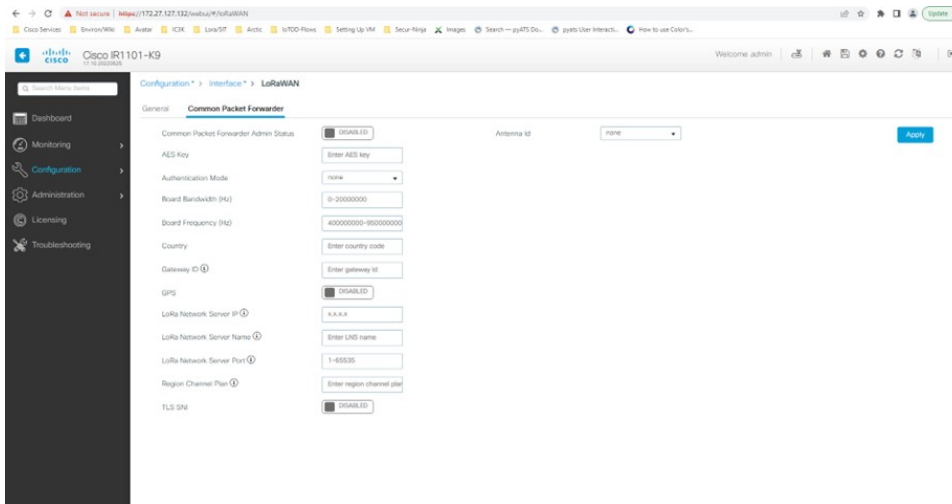 Not secure | https://172.27.127.132/webui/#/loRaWAN
Update
Cisco Services Environ/Wiki Avatar IC3K Lora/SIT Arctic IoTOD-Flows Setting Up VM Secur-Ninja Images Search — pyATS Do... pyats User Interacti... How to use Color's...
cisco Cisco IR1101-K9
Welcome admin
Search Menu Items
Configuration * > Interface * > LoRaWAN
General Common Packet Forwarder
Dashboard
Monitoring
Configuration
Administration
Licensing
Troubleshooting
Common Packet Forwarder Admin Status DISABLED Antenna Id none Apply
AES Key Enter AES key
Authentication Mode none
Board Bandwidth (Hz) 0-20000000
Board Frequency (Hz) 400000000-950000000
Country Enter country code
Gateway ID Enter gateway Id
GPS DISABLED
LoRa Network Server IP x.x.x.x
LoRa Network Server Name Enter LNS name
LoRa Network Server Port 1-65535
Region Channel Plan Enter region channel plan
TLS SNI DISABLED